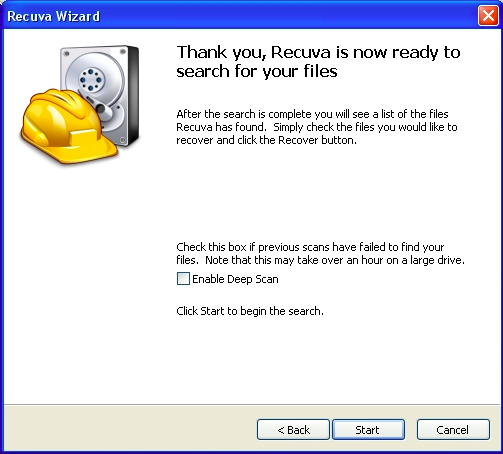 Recuva Wizard
Thank you, Recuva is now ready to
search for your files
After the search is complete you will see a list of the files
Recuva has found.  Simply check the files you would like to
recover and click the Recover button.
Check this box if previous scans have failed to find your
files.  Note that this may take over an hour on a large drive.
Enable Deep Scan
Click Start to begin the search.
< Back
Start
Cancel